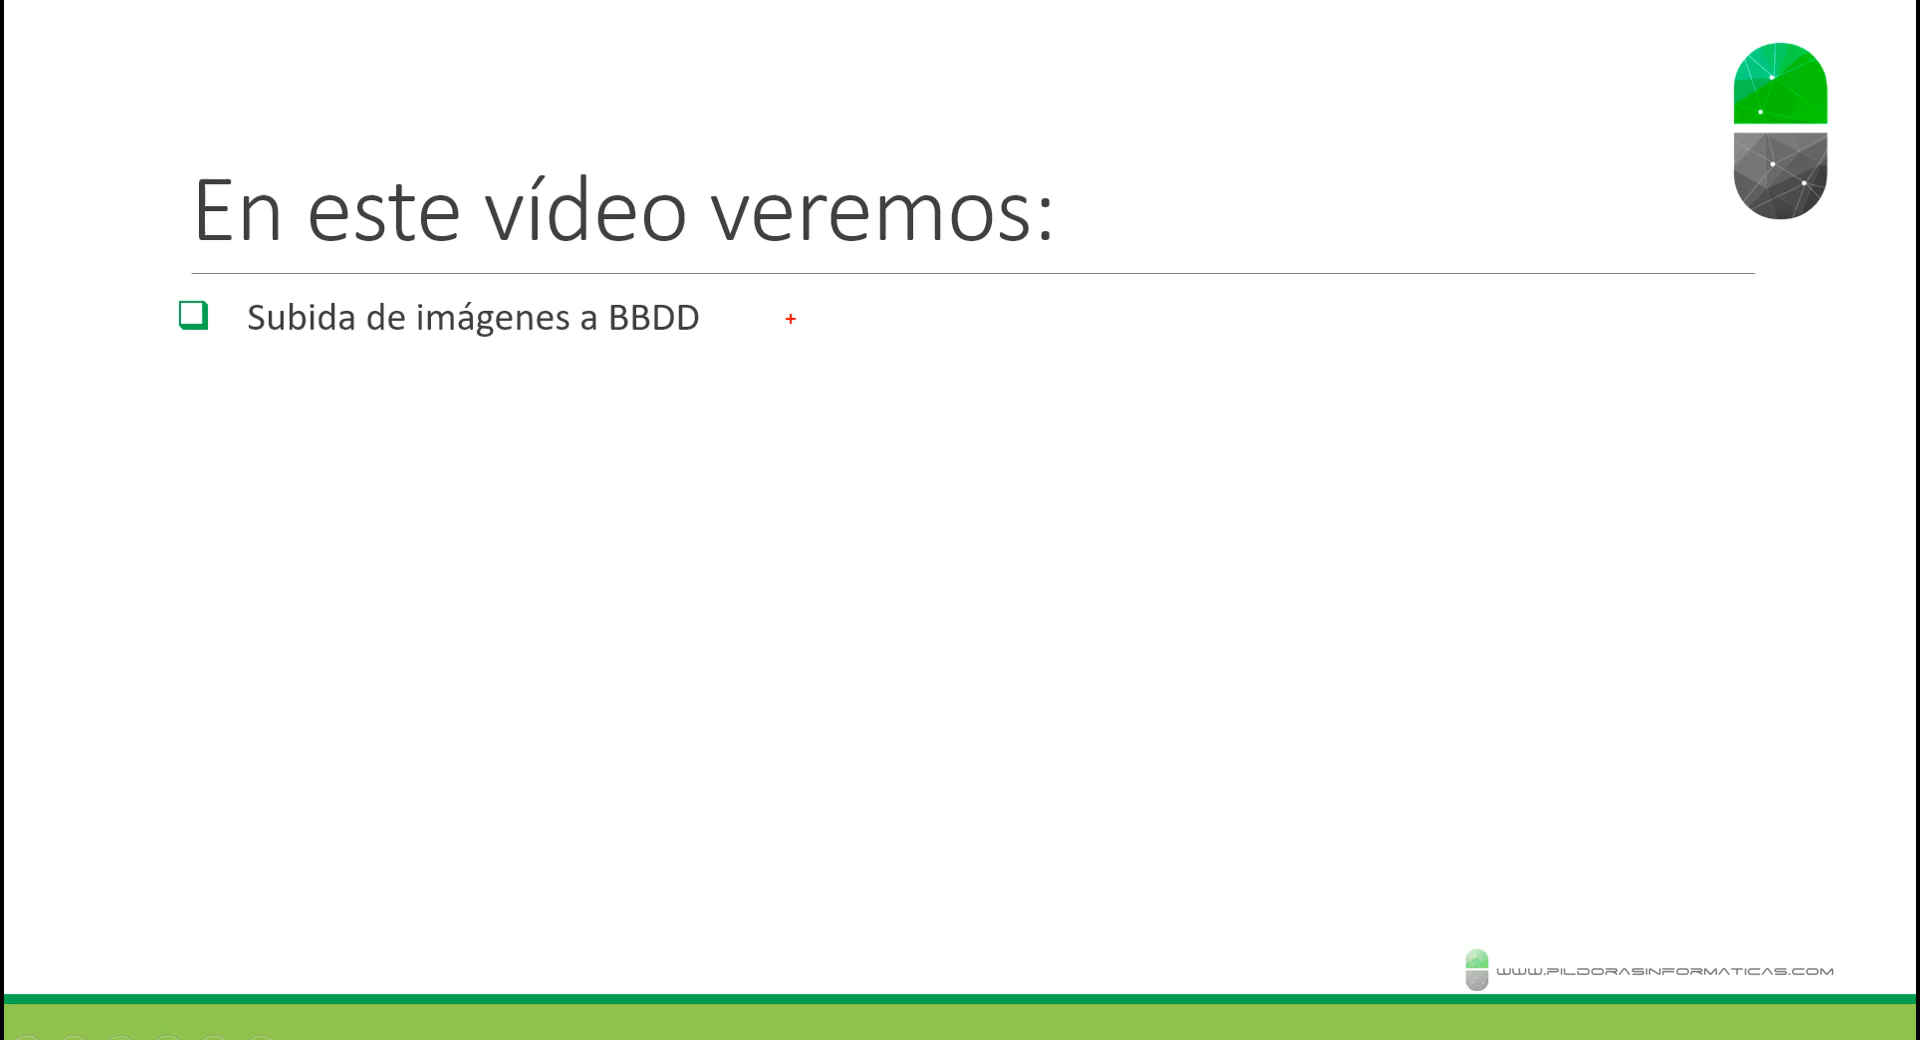 En este vídeo veremos:
Subida de imágenes a BBDD
WWW.PILDORASINFORMATICAS.COM